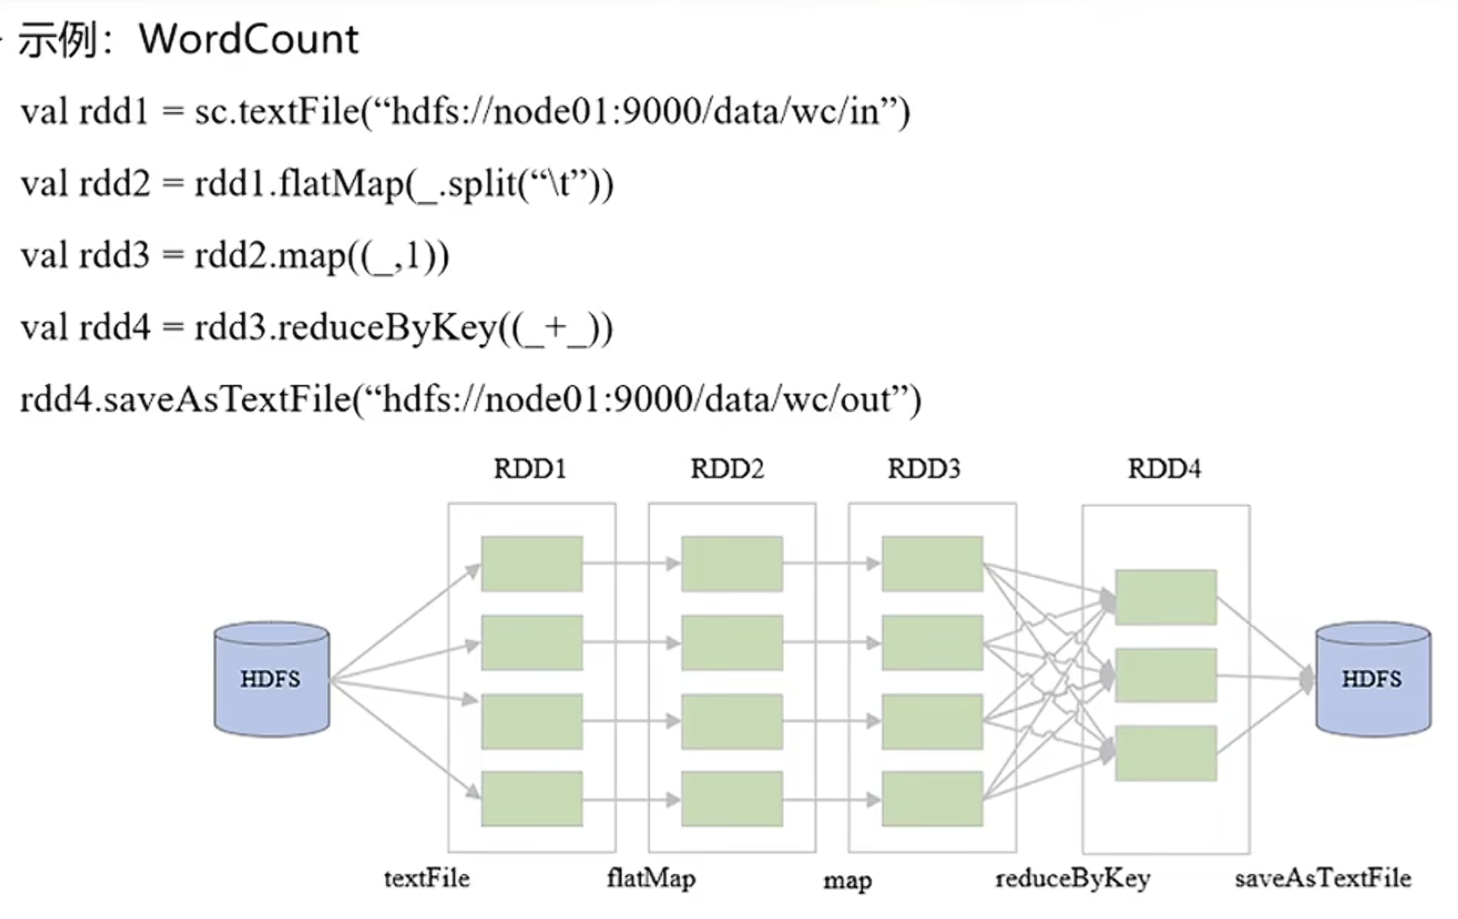 示例：WordCount
val rdd1 = sc.textFile(“hdfs://node01:9000/data/wc/in”)
val rdd2 = rdd1.flatMap(_.split(“\t”))
val rdd3 = rdd2.map((_,1))
val rdd4 = rdd3.reduceByKey((_+_))
rdd4.saveAsTextFile(“hdfs://node01:9000/data/wc/out”)
RDD1 RDD2 RDD3 RDD4
HDFS HDFS
textFile flatMap map reduceByKey saveAsTextFile